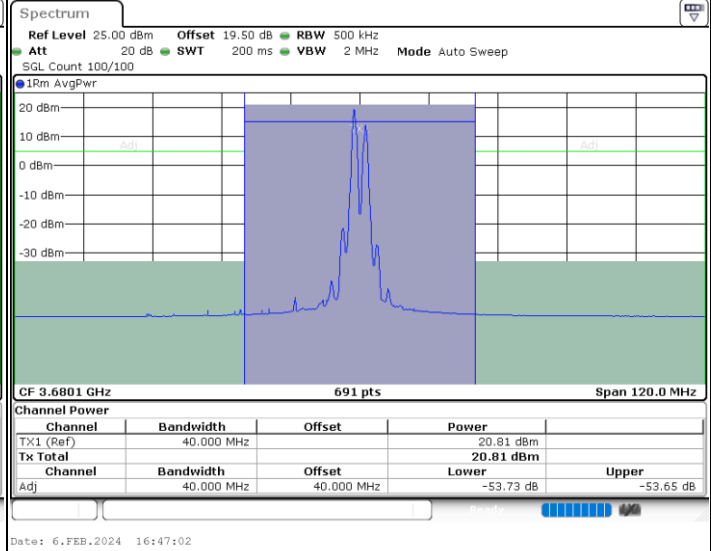 Spectrum
Ref Level 25.00 dBm Offset 19.50 dB RBW 500 kHz
Att 20 dB SWT 200 ms VBW 2 MHz Mode Auto Sweep
SGL Count 100/100
1Rm AvgPwr
20 dBm
10 dBm
Adj Adj
0 dBm
-10 dBm
-20 dBm
-30 dBm
CF 3.6801 GHz 691 pts Span 120.0 MHz
Channel Power
Channel Bandwidth Offset Power
TX1 (Ref) 40.000 MHz 20.81 dBm
Tx Total 20.81 dBm
Channel Bandwidth Offset Lower Upper
Adj 40.000 MHz 40.000 MHz -53.73 dB -53.65 dB
Ready
Date: 6.FEB.2024 16:47:02